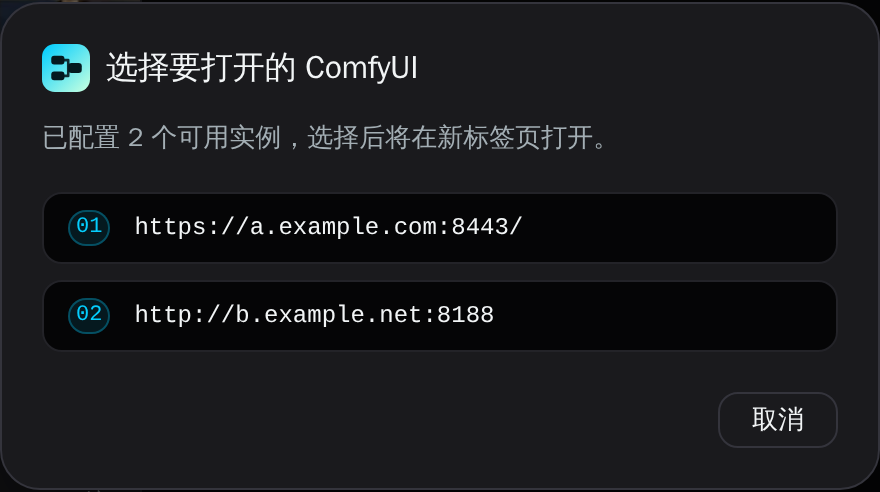 选择要打开的 ComfyUI
已配置 2 个可用实例，选择后将在新标签页打开。
01 https://a.example.com:8443/
02 http://b.example.net:8188
取消